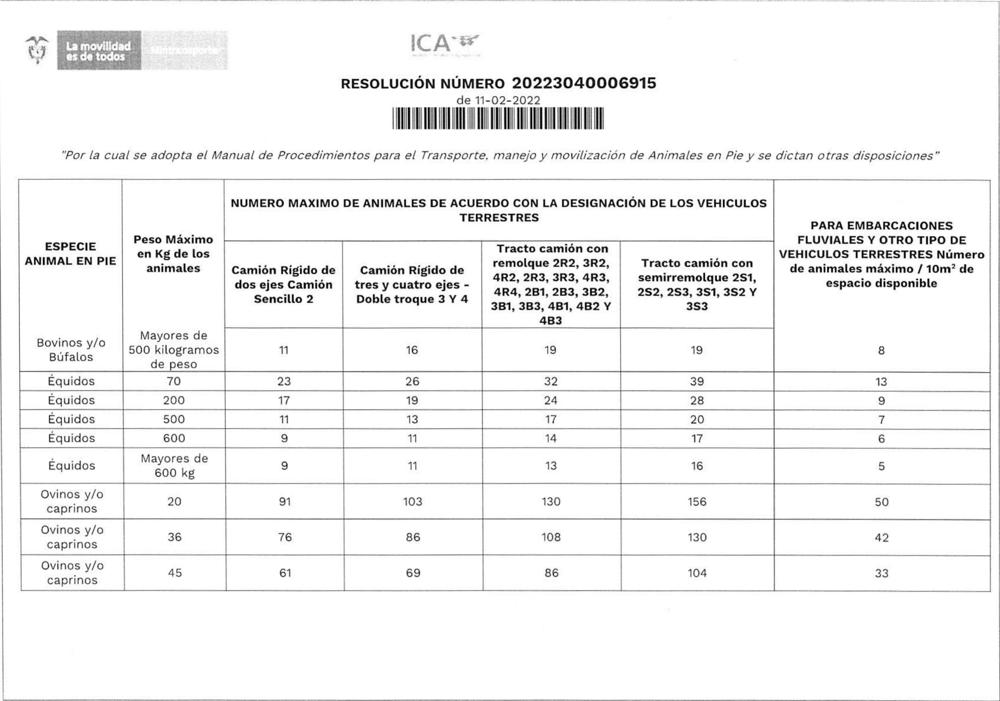 La movilidad
es de todos
Mintransporte
ICA
RESOLUCIÓN NÚMERO 20223040006915
de 11-02-2022
"Por la cual se adopta el Manual de Procedimientos para el Transporte, manejo y movilización de Animales en Pie y se dictan otras disposiciones"
ESPECIE
ANIMAL EN PIE
Peso Máximo
en Kg de los
animales
NUMERO MAXIMO DE ANIMALES DE ACUERDO CON LA DESIGNACIÓN DE LOS VEHICULOS
TERRESTRES
Camión Rígido de
dos ejes Camión
Sencillo 2
Camión Rígido de
tres y cuatro ejes -
Doble troque 3 Y 4
Tracto camión con
remolque 2R2, 3R2,
4R2, 2R3, 3R3, 4R3,
4R4, 2B1, 2B3, 3B2,
3B1, 3B3, 4B1, 4B2 Y
4B3
Tracto camión con
semirremolque 2S1,
2S2, 2S3, 3S1, 3S2 Y
3S3
PARA EMBARCACIONES
FLUVIALES Y OTRO TIPO DE
VEHICULOS TERRESTRES Número
de animales máximo / 10m² de
espacio disponible
Bovinos y/o
Búfalos
Mayores de
500 kilogramos
de peso
11 16 19 19 8
Équidos 70 23 26 32 39 13
Équidos 200 17 19 24 28 9
Équidos 500 11 13 17 20 7
Équidos 600 9 11 14 17 6
Équidos
Mayores de
600 kg
9 11 13 16 5
Ovinos y/o
caprinos
20 91 103 130 156 50
Ovinos y/o
caprinos
36 76 86 108 130 42
Ovinos y/o
caprinos
45 61 69 86 104 33